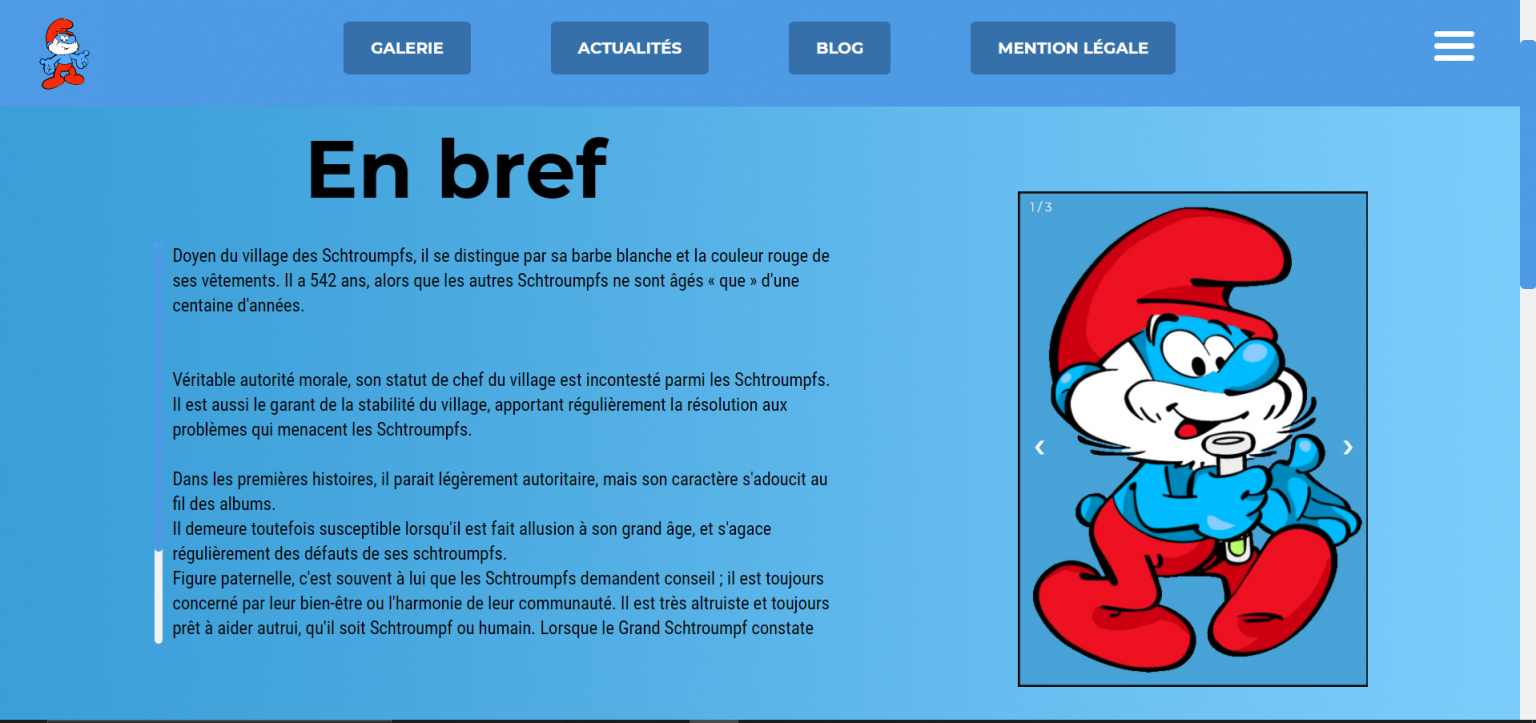 GALERIE
ACTUALITÉS
BLOG
MENTION LÉGALE
En bref
Doyen du village des Schtroumpfs, il se distingue par sa barbe blanche et la couleur rouge de
ses vêtements. Il a 542 ans, alors que les autres Schtroumpfs ne sont âgés « que » d'une
centaine d'années.
Véritable autorité morale, son statut de chef du village est incontesté parmi les Schtroumpfs.
Il est aussi le garant de la stabilité du village, apportant régulièrement la résolution aux
problèmes qui menacent les Schtroumpfs.
Dans les premières histoires, il parait légèrement autoritaire, mais son caractère s'adoucit au
fil des albums.
Il demeure toutefois susceptible lorsqu'il est fait allusion à son grand âge, et s'agace
régulièrement des défauts de ses schtroumpfs.
Figure paternelle, c'est souvent à lui que les Schtroumpfs demandent conseil ; il est toujours
concerné par leur bien-être ou l'harmonie de leur communauté. Il est très altruiste et toujours
prêt à aider autrui, qu'il soit Schtroumpf ou humain. Lorsque le Grand Schtroumpf constate
1 / 3